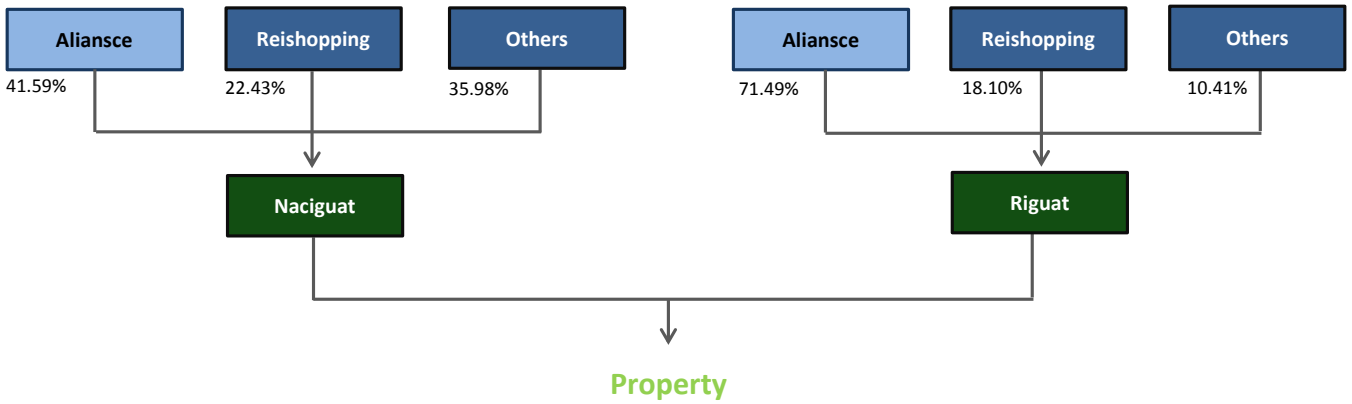 Aliansce
Reishopping
Others
Aliansce
Reishopping
Others
41.59%
22.43%
35.98%
71.49%
18.10%
10.41%
Naciguat
Riguat
Property